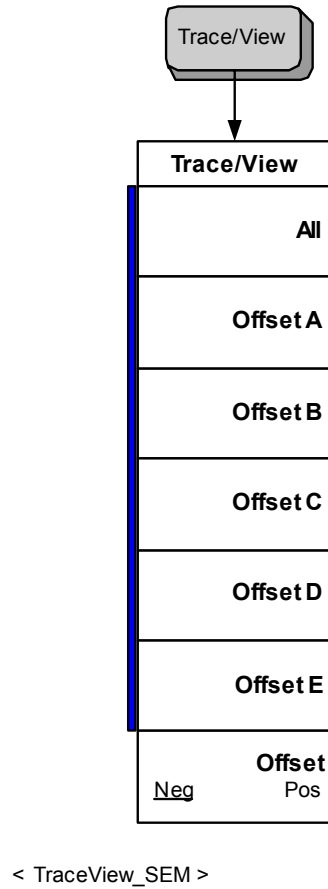 Trace/View
Trace/View
All
Offset A
Offset B
Offset C
Offset D
Offset E
Offset
Neg Pos
< TraceView_SEM >